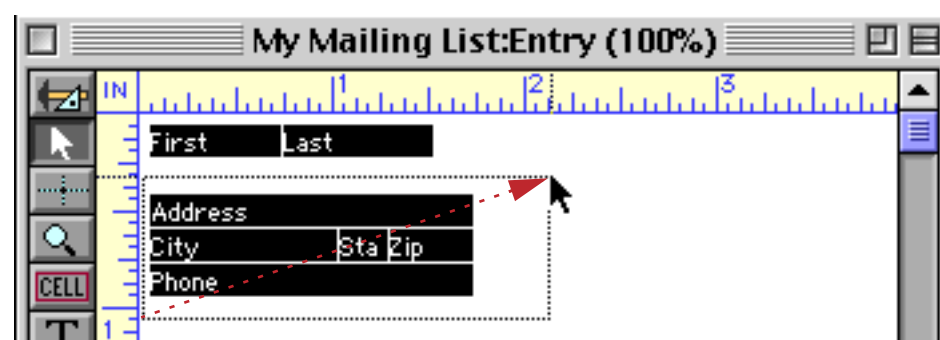 My Mailing List:Entry (100%)
IN 1 2 3
First Last
Address
City Sta Zip
CELL Phone
T 1